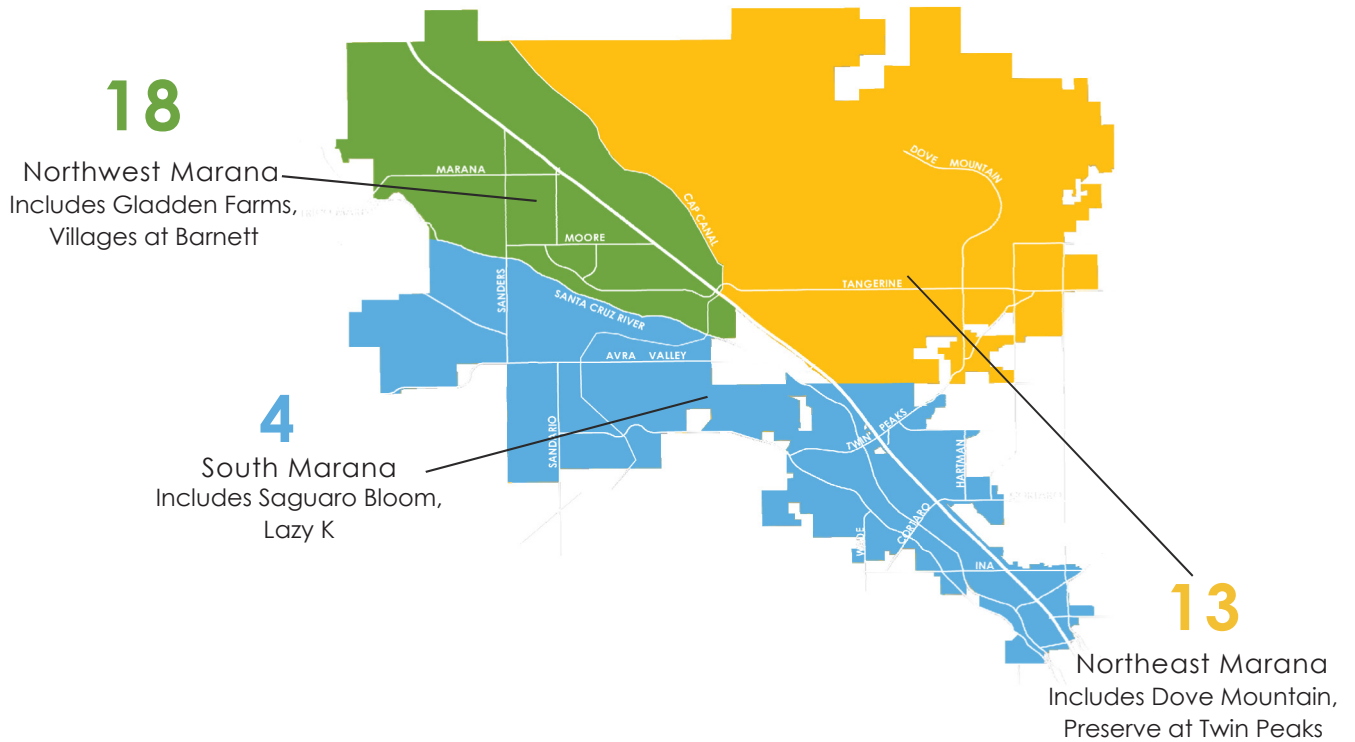 18
Northwest Marana
Includes Gladden Farms,
Villages at Barnett
4
South Marana
Includes Saguaro Bloom,
Lazy K
13
Northeast Marana
Includes Dove Mountain,
Preserve at Twin Peaks
MARANA
MOORE
SANDERS
SANTA CRUZ RIVER
AVRA VALLEY
SANDARIO
CAP CANAL
DOVE MOUNTAIN
TANGERINE
TWIN PEAKS
HARTMAN
CORTARO
WADE
INA